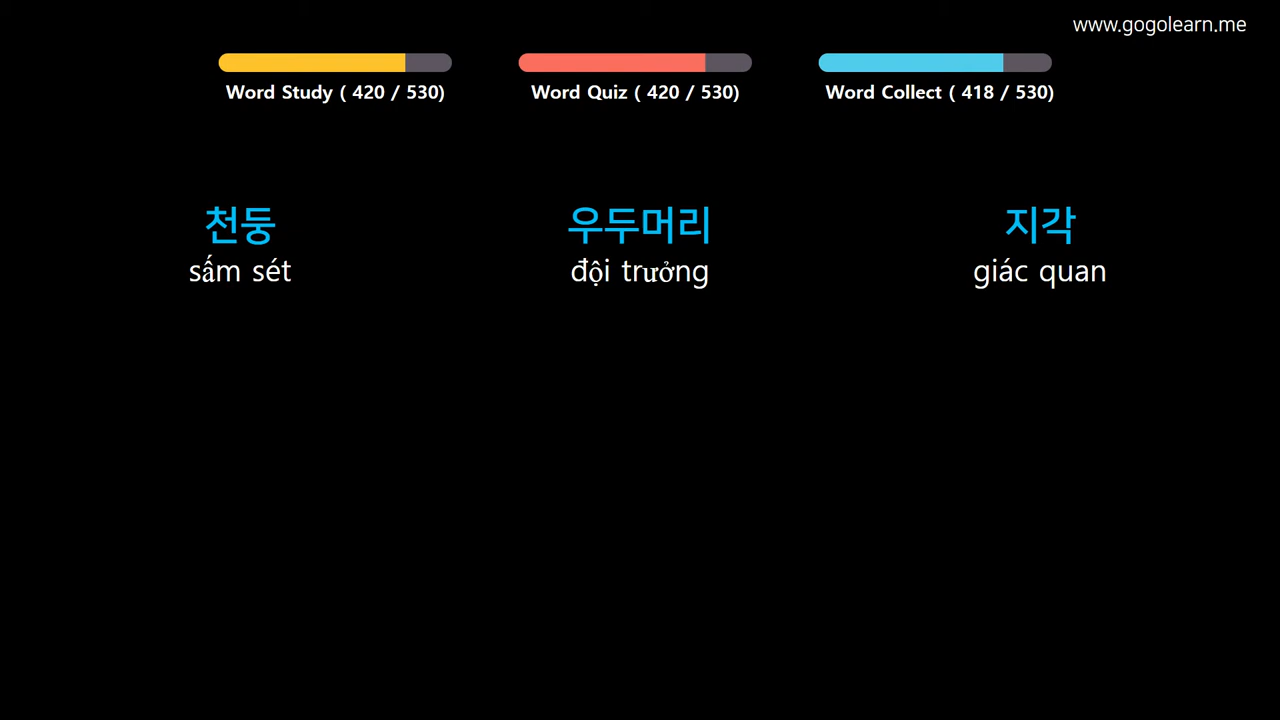 www.gogolearn.me
Word Study ( 420 / 530)
Word Quiz ( 420 / 530)
Word Collect ( 418 / 530)
천둥
sấm sét
우두머리
đội trưởng
지각
giác quan